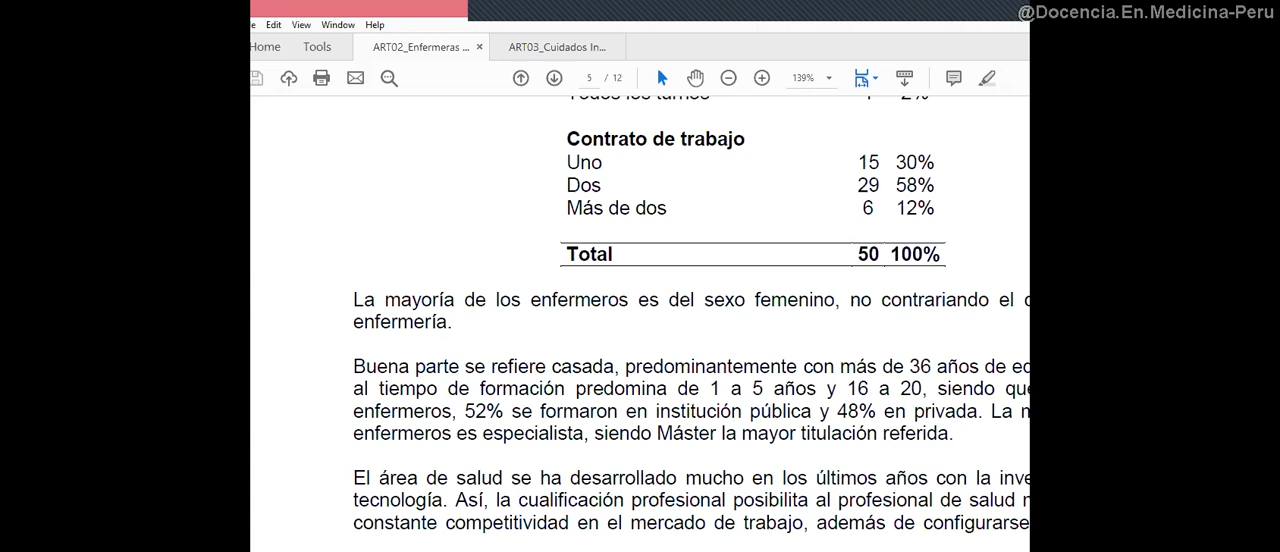 @Docencia.En.Medicina-Peru
Edit View Window Help
Home Tools ART02_Enfermeras ... × ART03_Cuidados In...
5 / 12 139%
Todos los turnos 1 2%
Contrato de trabajo
Uno 15 30%
Dos 29 58%
Más de dos 6 12%
Total 50 100%
La mayoría de los enfermeros es del sexo femenino, no contrariando el
enfermería.
Buena parte se refiere casada, predominantemente con más de 36 años de
al tiempo de formación predomina de 1 a 5 años y 16 a 20, siendo
enfermeros, 52% se formaron en institución pública y 48% en privada. La
enfermeros es especialista, siendo Máster la mayor titulación referida.
El área de salud se ha desarrollado mucho en los últimos años con la
tecnología. Así, la cualificación profesional posibilita al profesional de salud
constante competitividad en el mercado de trabajo, además de configurarse